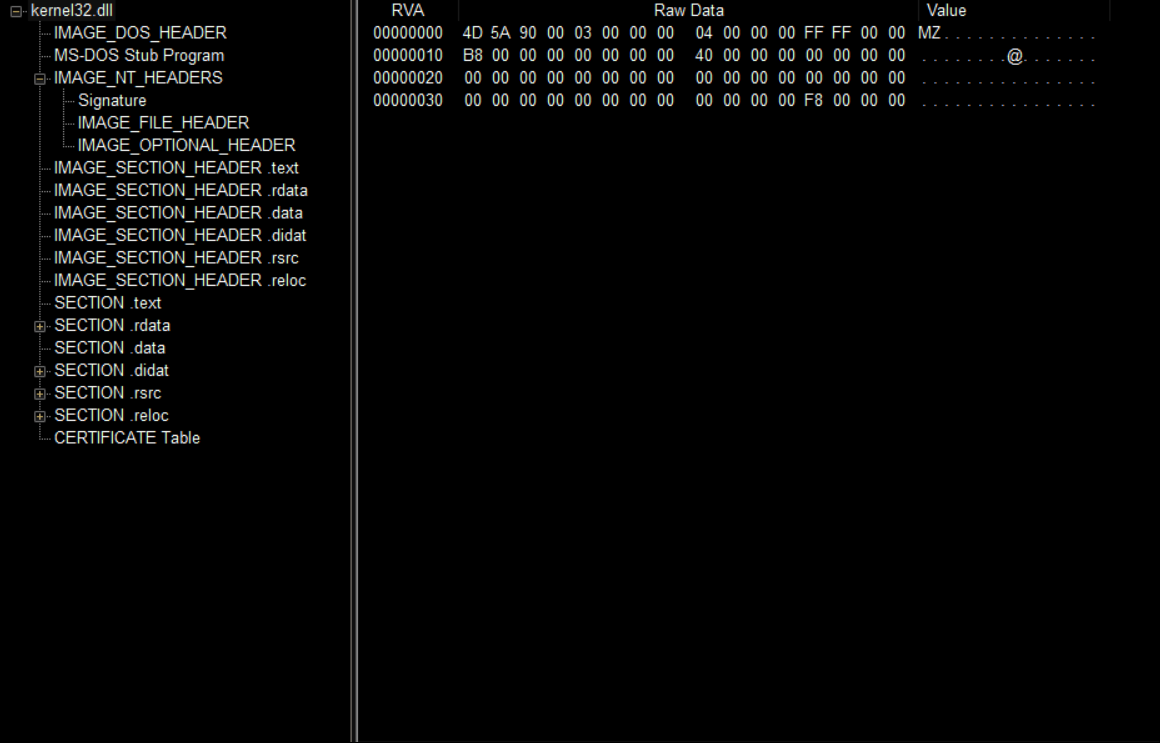 kernel32.dll
IMAGE_DOS_HEADER
MS-DOS Stub Program
IMAGE_NT_HEADERS
Signature
IMAGE_FILE_HEADER
IMAGE_OPTIONAL_HEADER
IMAGE_SECTION_HEADER .text
IMAGE_SECTION_HEADER .rdata
IMAGE_SECTION_HEADER .data
IMAGE_SECTION_HEADER .didat
IMAGE_SECTION_HEADER .rsrc
IMAGE_SECTION_HEADER .reloc
SECTION .text
SECTION .rdata
SECTION .data
SECTION .didat
SECTION .rsrc
SECTION .reloc
CERTIFICATE Table
RVA Raw Data Value
00000000 4D 5A 90 00 03 00 00 00 04 00 00 00 FF FF 00 00 MZ. . . . . . . . . . . . . .
00000010 B8 00 00 00 00 00 00 00 40 00 00 00 00 00 00 00 . . . . . . . . @ . . . . . . .
00000020 00 00 00 00 00 00 00 00 00 00 00 00 00 00 00 00 . . . . . . . . . . . . . . . .
00000030 00 00 00 00 00 00 00 00 00 00 00 00 F8 00 00 00 . . . . . . . . . . . . . . . .